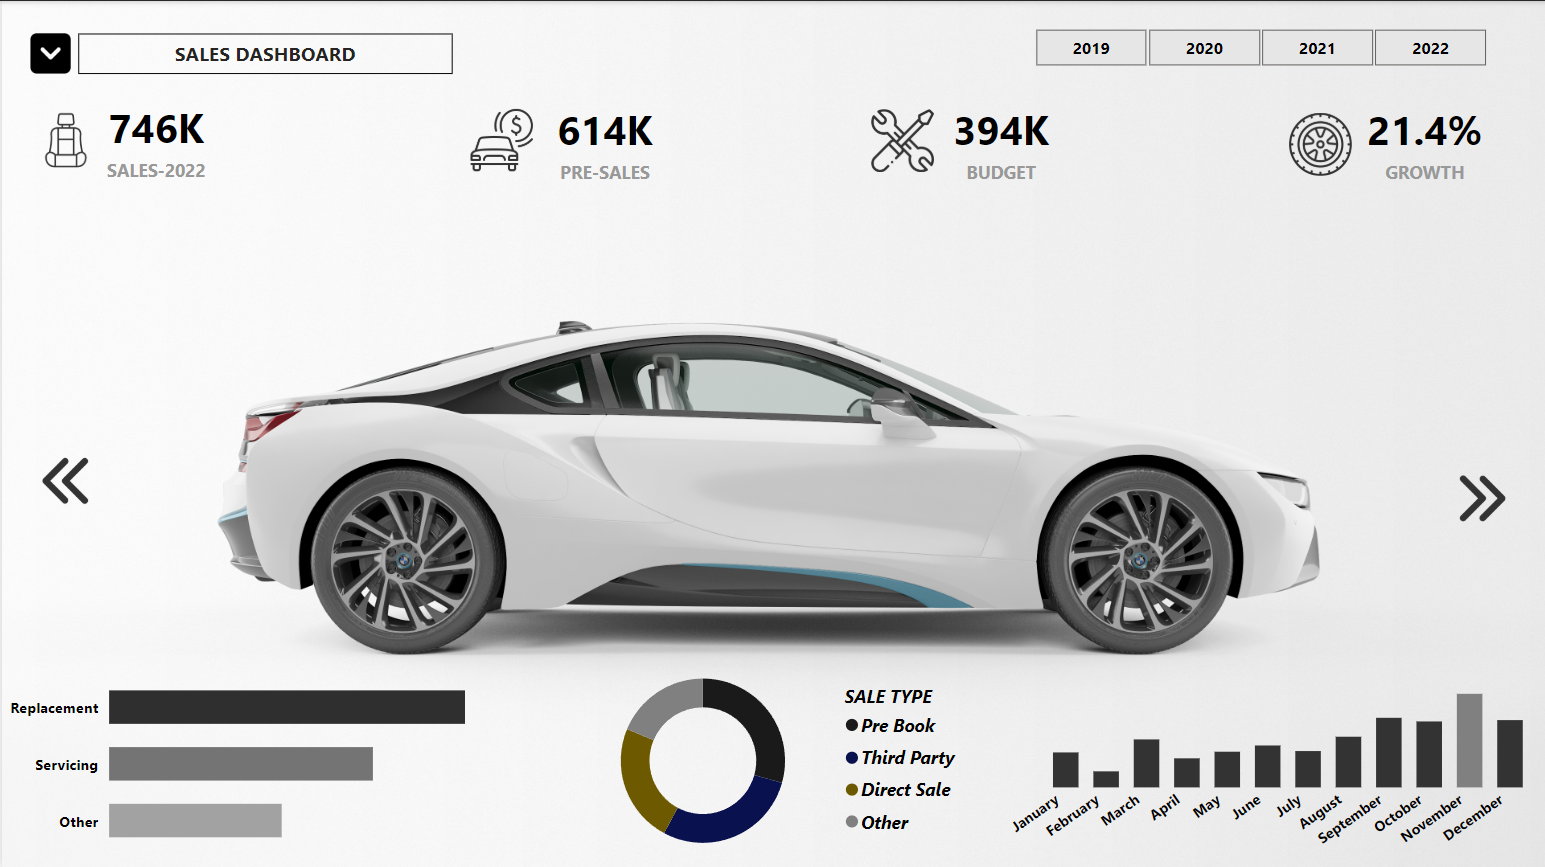 SALES DASHBOARD
2019
2020
2021
2022
746K
SALES-2022
614K
PRE-SALES
394K
BUDGET
21.4%
GROWTH
Replacement
Servicing
Other
SALE TYPE
Pre Book
Third Party
Direct Sale
Other
January
February
March
April
May
June
July
August
September
October
November
December